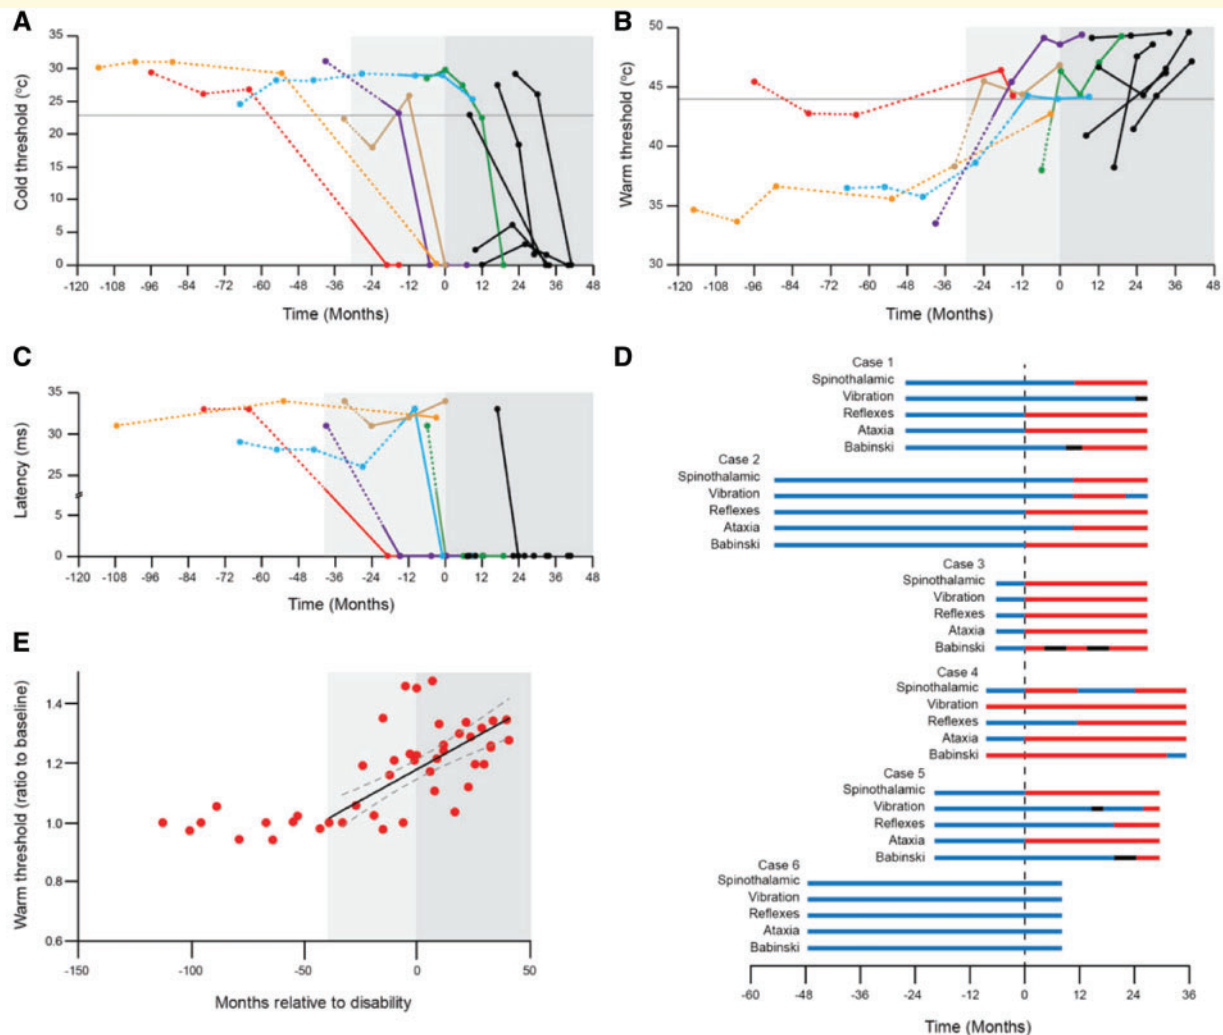 A
35
30
25
20
15
10
5
0
Cold threshold (°c)
-120 -108 -96 -84 -72 -60 -48 -36 -24 -12 0 12 24 36 48
Time (Months)
B
50
45
40
35
30
Warm threshold (°c)
-120 -108 -96 -84 -72 -60 -48 -36 -24 -12 0 12 24 36 48
Time (Months)
C
35
30
25
5
0
Latency (ms)
-120 -108 -96 -84 -72 -60 -48 -36 -24 -12 0 12 24 36 48
Time (Months)
D
Case 1
Spinothalamic
Vibration
Reflexes
Ataxia
Babinski
Case 2
Spinothalamic
Vibration
Reflexes
Ataxia
Babinski
Case 3
Spinothalamic
Vibration
Reflexes
Ataxia
Babinski
Case 4
Spinothalamic
Vibration
Reflexes
Ataxia
Babinski
Case 5
Spinothalamic
Vibration
Reflexes
Ataxia
Babinski
Case 6
Spinothalamic
Vibration
Reflexes
Ataxia
Babinski
-60 -48 -36 -24 -12 0 12 24 36
Time (Months)
E
1.4
1.2
1.0
0.8
0.6
Warm threshold (ratio to baseline)
-150 -100 -50 0 50
Months relative to disability